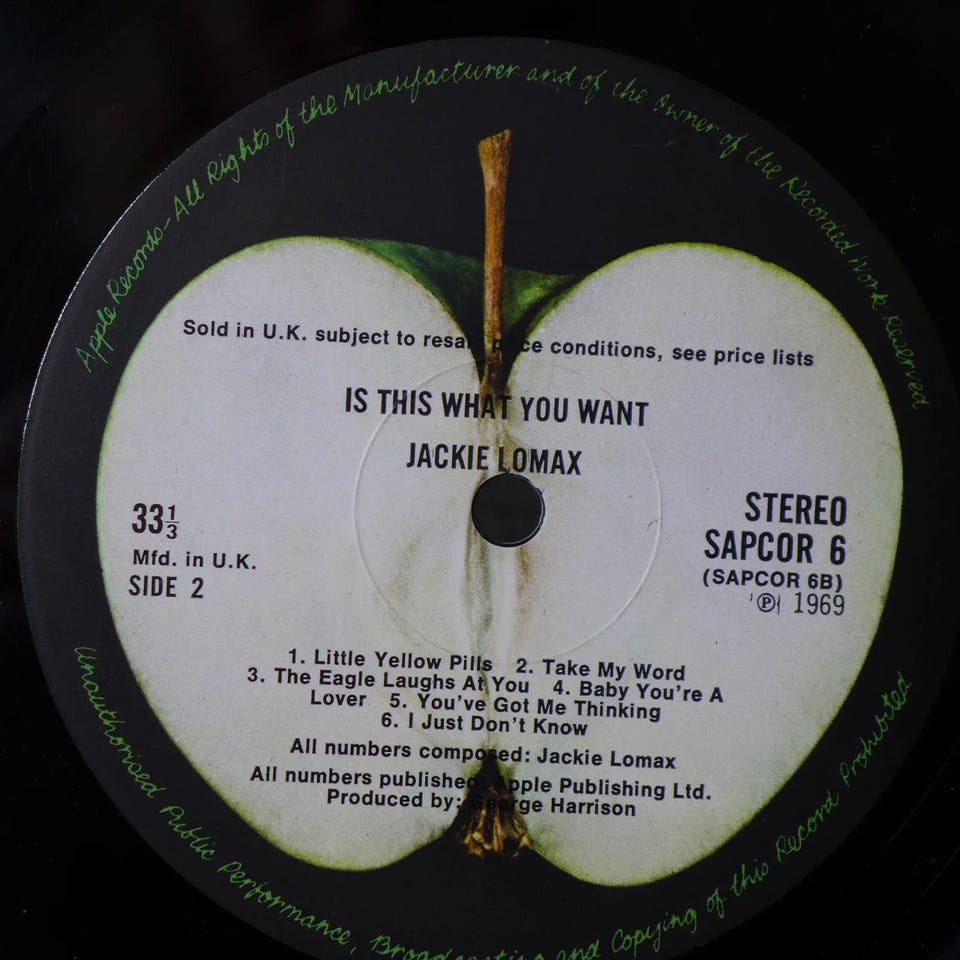 Apple Records - All Rights of the Manufacturer and of the Owner of the Recorded Work Reserved
Sold in U.K. subject to resale price conditions, see price lists
IS THIS WHAT YOU WANT
JACKIE LOMAX
33⅓
Mfd. in U.K.
SIDE 2
STEREO
SAPCOR 6
(SAPCOR 6B)
℗ 1969
1. Little Yellow Pills 2. Take My Word
3. The Eagle Laughs At You 4. Baby You're A
Lover 5. You've Got Me Thinking
6. I Just Don't Know
All numbers composed: Jackie Lomax
All numbers published: Apple Publishing Ltd.
Produced by: George Harrison
Unauthorised Public Performance, Broadcasting and Copying of this Record Prohibited